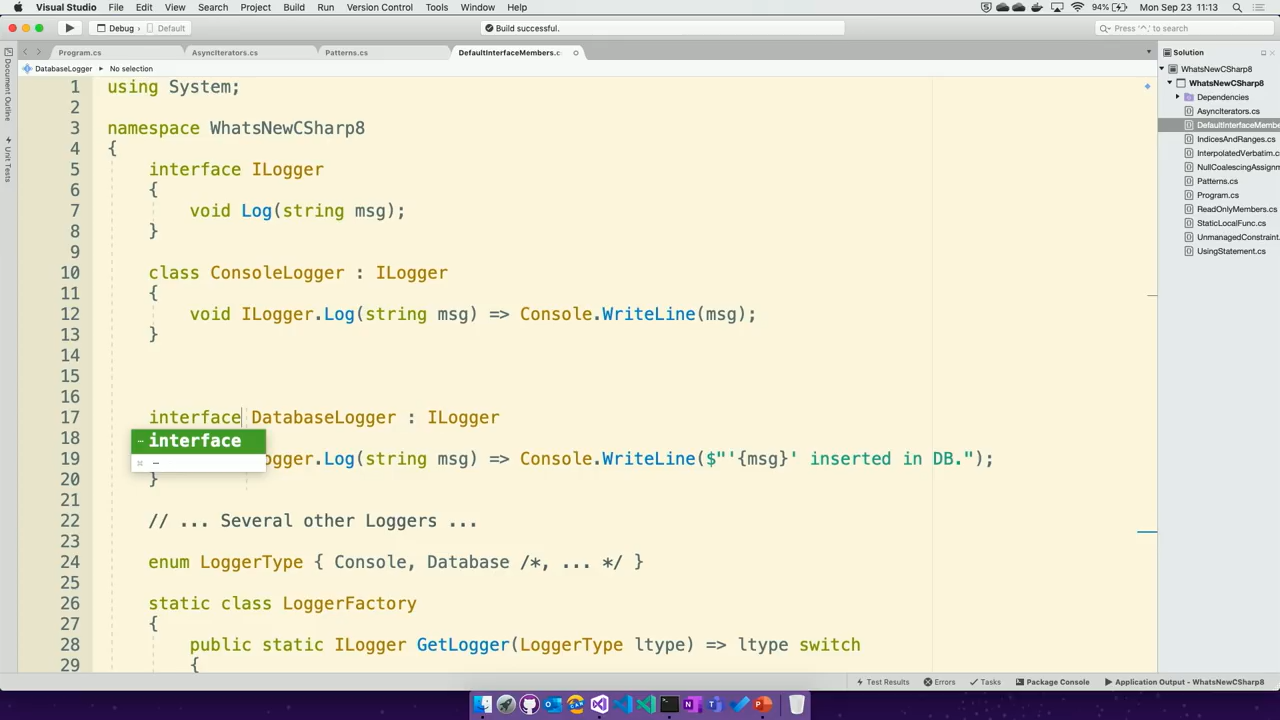 Visual Studio File Edit View Search Project Build Run Version Control Tools Window Help 94% Mon Sep 23 11:13
Debug Default Build successful. Press '^.' to search
Program.cs AsyncIterators.cs Patterns.cs DefaultInterfaceMembers.c Solution
DatabaseLogger No selection
Document Outline
Unit Tests
1 using System;
2
3 namespace WhatsNewCSharp8
4 {
5 interface ILogger
6 {
7 void Log(string msg);
8 }
9
10 class ConsoleLogger : ILogger
11 {
12 void ILogger.Log(string msg) => Console.WriteLine(msg);
13 }
14
15
16
17 interface DatabaseLogger : ILogger
18 interface
19 ogger.Log(string msg) => Console.WriteLine($"'{msg}' inserted in DB.");
20 }
21
22 // ... Several other Loggers ...
23
24 enum LoggerType { Console, Database /*, ... */ }
25
26 static class LoggerFactory
27 {
28 public static ILogger GetLogger(LoggerType ltype) => ltype switch
29 {
WhatsNewCSharp8
WhatsNewCSharp8
Dependencies
AsyncIterators.cs
DefaultInterfaceMembe
IndicesAndRanges.cs
InterpolatedVerbatim.c
NullCoalescingAssignm
Patterns.cs
Program.cs
ReadOnlyMembers.cs
StaticLocalFunc.cs
UnmanagedConstraint.
UsingStatement.cs
Test Results Errors Tasks Package Console Application Output - WhatsNewCSharp8